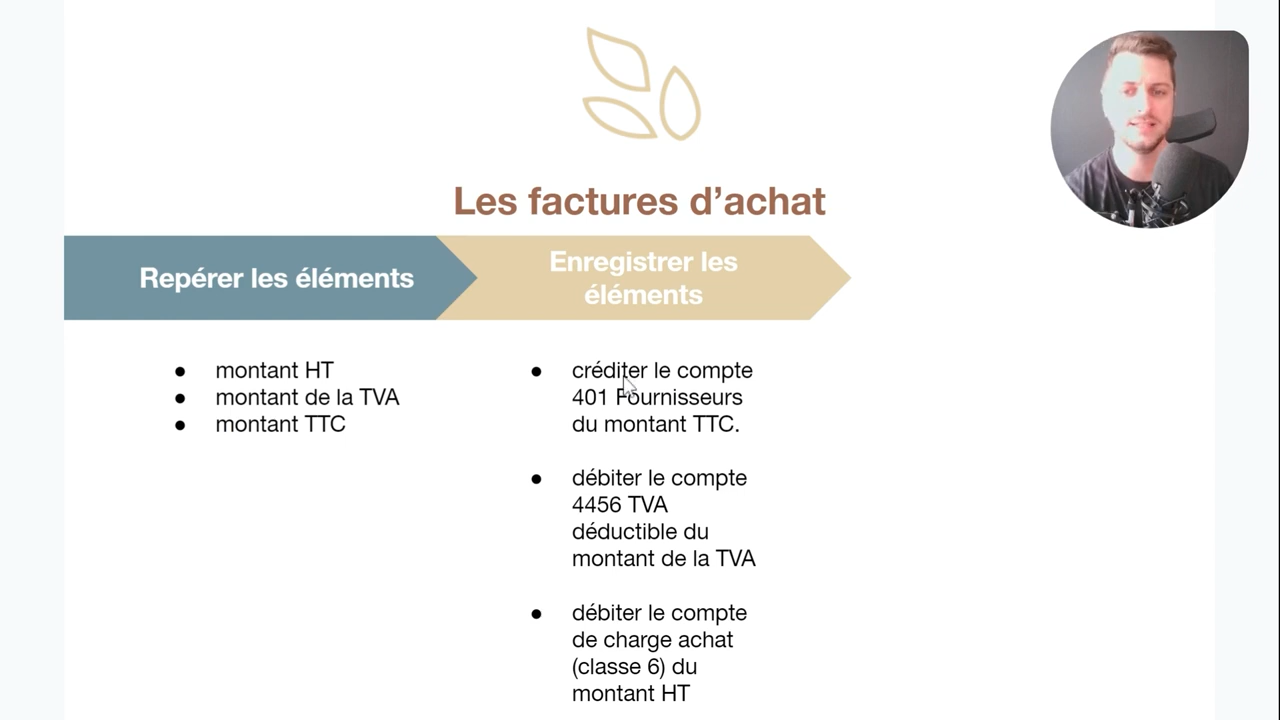 Les factures d’achat
Repérer les éléments
Enregistrer les
éléments
● montant HT
● montant de la TVA
● montant TTC
● créditer le compte
401 Fournisseurs
du montant TTC.
● débiter le compte
4456 TVA
déductible du
montant de la TVA
● débiter le compte
de charge achat
(classe 6) du
montant HT